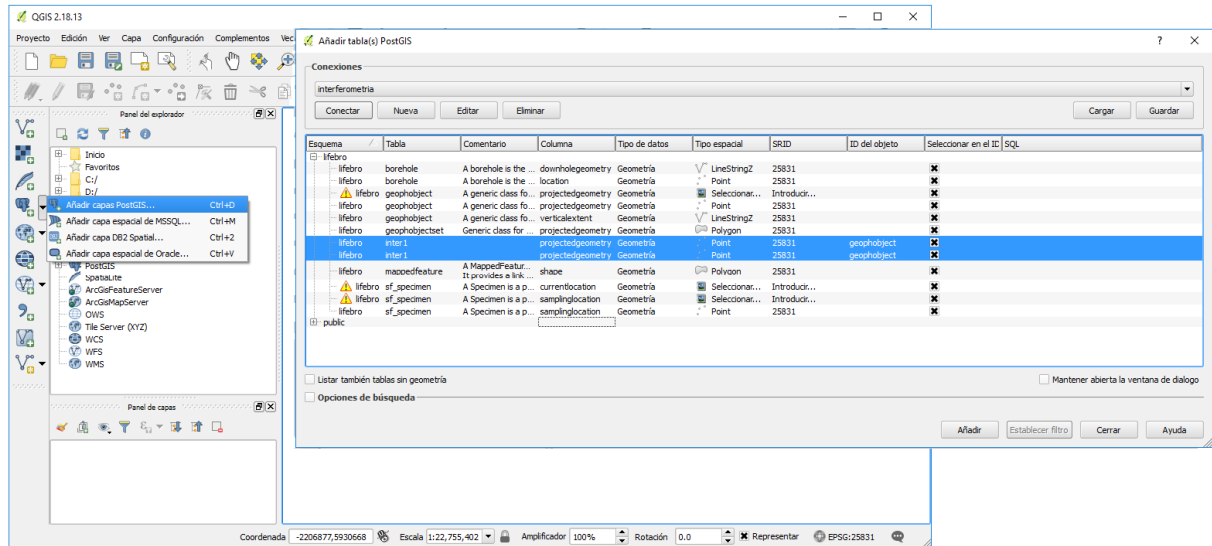 QGIS 2.18.13
Proyecto Edición Ver Capa Configuración Complementos Vec
Panel del explorador
Inicio
Favoritos
C:/
D:/
Añadir capas PostGIS... Ctrl+D
Añadir capa espacial de MSSQL... Ctrl+M
Añadir capa DB2 Spatial... Ctrl+2
Añadir capa espacial de Oracle... Ctrl+V
PostGIS
SpatiaLite
ArcGisFeatureServer
ArcGisMapServer
OWS
Tile Server (XYZ)
WCS
WFS
WMS
Panel de capas
Añadir tabla(s) PostGIS ?
Conexiones
interferometria
Conectar Nueva Editar Eliminar Cargar Guardar
Esquema Tabla Comentario Columna Tipo de datos Tipo espacial SRID ID del objeto Seleccionar en el ID SQL
lifebro
lifebro borehole A borehole is the ... downholegeometry Geometría LineStringZ 25831
lifebro borehole A borehole is the ... location Geometría Point 25831
lifebro geophobject A generic class fo... projectedgeometry Geometría Seleccionar... Introducir...
lifebro geophobject A generic class fo... projectedgeometry Geometría Point 25831
lifebro geophobject A generic class fo... verticalextent Geometría LineStringZ 25831
lifebro geophobjectset Generic class for ... projectedgeometry Geometría Polygon 25831
lifebro inter1 projectedgeometry Geometría Point 25831 geophobject
lifebro inter1 projectedgeometry Geometría Point 25831 geophobject
lifebro mappedfeature A MappedFeatur... It provides a link ... shape Geometría Polygon 25831
lifebro sf_specimen A Specimen is a p... currentlocation Geometría Seleccionar... Introducir...
lifebro sf_specimen A Specimen is a p... samplinglocation Geometría Seleccionar... Introducir...
lifebro sf_specimen A Specimen is a p... samplinglocation Geometría Point 25831
public
Listar también tablas sin geometría Mantener abierta la ventana de dialogo
Opciones de búsqueda
Añadir Establecer filtro Cerrar Ayuda
Coordenada -2206877,5930668 Escala 1:22,755,402 Amplificador 100% Rotación 0.0 Representar EPSG:25831